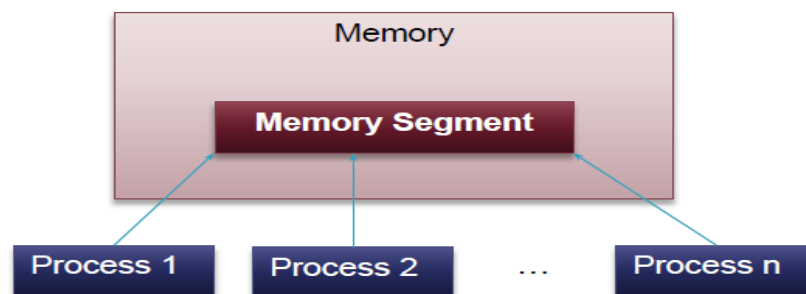 Memory
Memory Segment
Process 1
Process 2
...
Process n